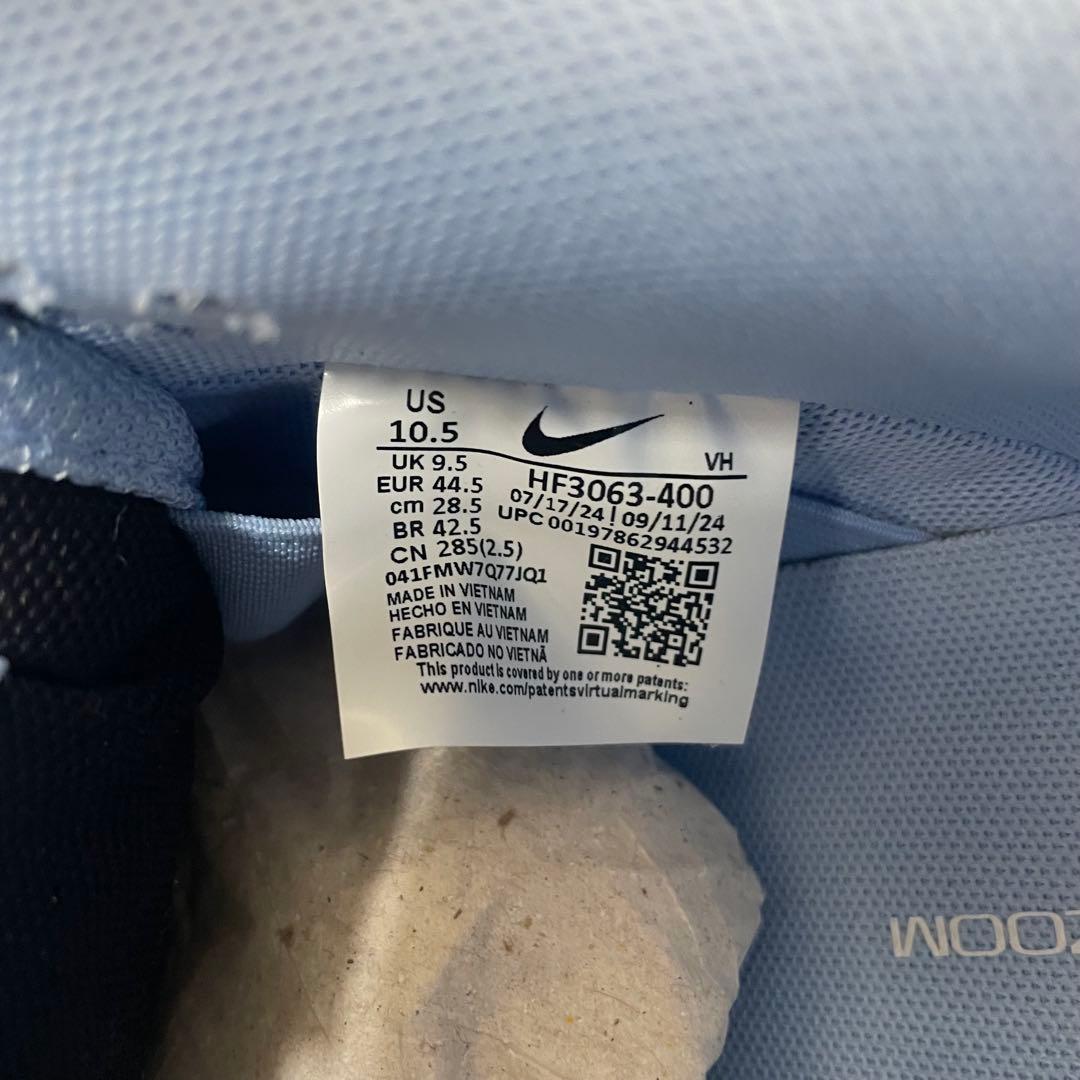 US
10.5
VH
UK 9.5
EUR 44.5
cm 28.5
BR 42.5
CN 285(2.5)
041FMW7Q77JQ1
HF3063-400
07/17/24 | 09/11/24
UPC 00197862944532
MADE IN VIETNAM
HECHO EN VIETNAM
FABRIQUE AU VIETNAM
FABRICADO NO VIETNÃ
This product is covered by one or more patents:
www.nike.com/patentsvirtualmarking
ZOOM